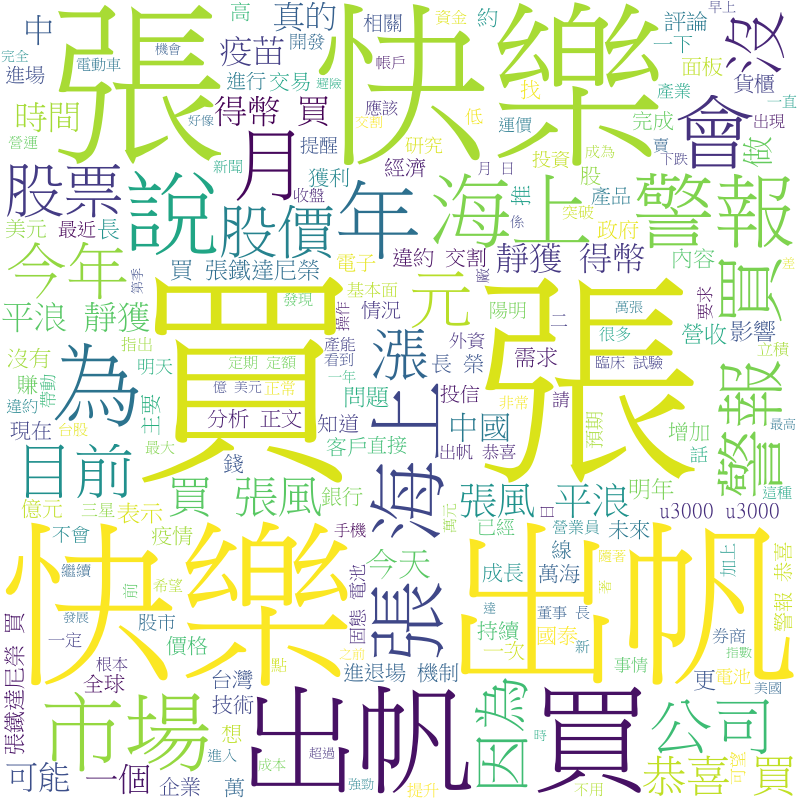 張
快樂
沒
中
真的
疫苗
高
機會
完全
電動車
進場
開發
相關
約
資金
早上
評論
一下
面板
貨櫃
進行 交易
帳戶
避險
找
產業
一直
出現
時間
得幣 買
應該
低
運價
完成
會
做
營運
好像
交割
提醒
研究
成為
賣
下跌
月
新聞
經濟
月 日
投資
股
股票
說
股價
年
收盤
獲利
海上
推
產品
係
突破
政府
警報
美元
最近
長
違約 交割
靜獲 得幣
內容
差
買
今年
買 張鐵達尼榮
電子
廠
要求
平浪 靜獲
第季
發現
基本面
操作
情況
元
陽明
二
萬張
很多
營收
影響
沒有
指出
明天
定期 定額
產能
看到
漲
外資
長 榮
需求
請
臨床 試驗
立積
為
賺
帶動
億 美元
正常
一年
問題
投信
非常
預期
警報
違約
主要
分析 正文
知道
中國
增加
最高
現在
台股
最大
客戶直接
出帆 恭喜
話
這種
目前
錢
買
張
海上
買 張風
銀行
張風
平浪
明年
u3000 u3000
億元
三星
表示
萬元
日
不會
疫情
手機
已經
營業員
未來
隨著
加上
警報 恭喜
快樂
出帆
繼續
前
希望
今天
線
成長
萬海
審
張鐵達尼榮 買
發展
股市
點
之前
固態 電池
張
達
董事 長
新
券商
指數
一定
價格
持續
國泰
事情
根本
全球
台灣
進退場 機制
一次
更
電池
美國
市場
技術
出帆
買
因為
公司
想
時
可能
一個
進入
成本
超過
企業
萬
提升
強勁
不用
恭喜
可望
買